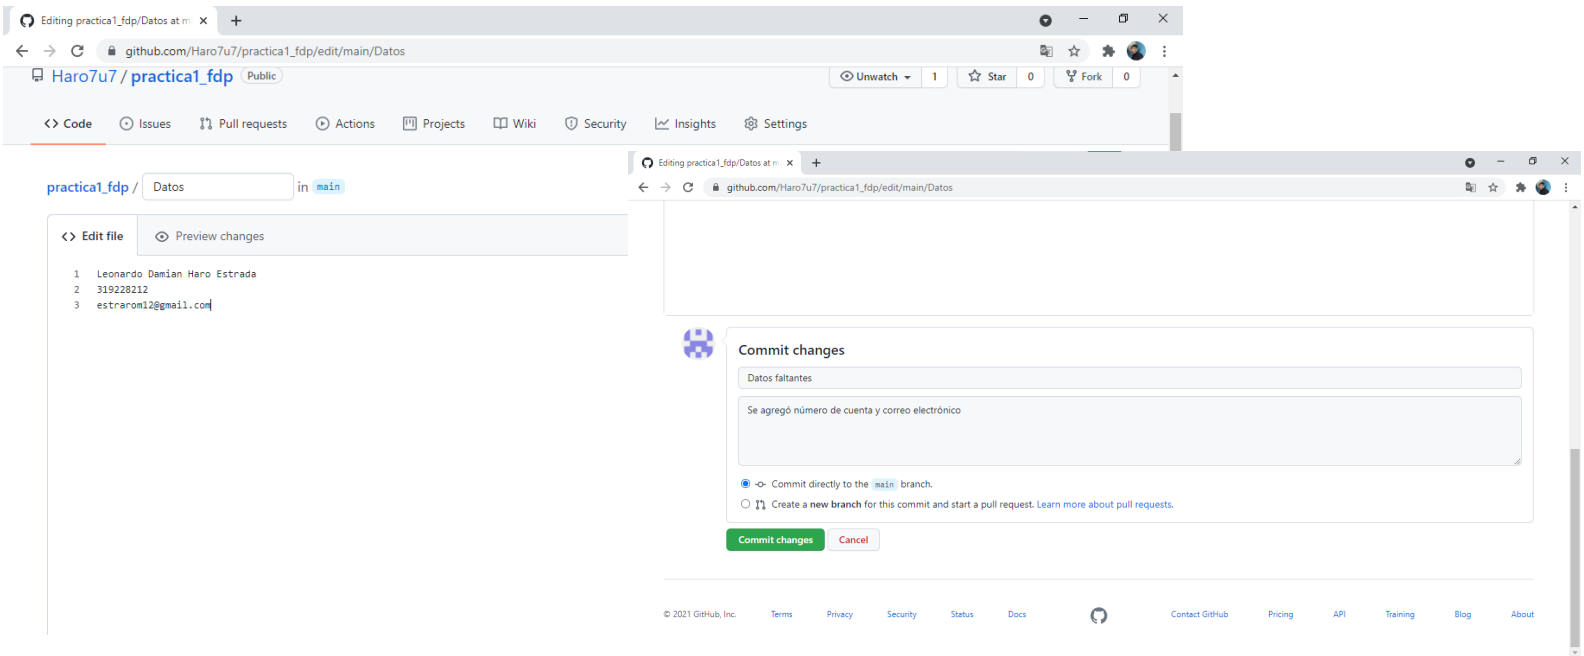 Editing practica1_fdp/Datos at m
github.com/Haro7u7/practica1_fdp/edit/main/Datos
Haro7u7 / practica1_fdp Public
Unwatch 1 Star 0 Fork 0
Code Issues Pull requests Actions Projects Wiki Security Insights Settings
practica1_fdp / Datos in main
Edit file Preview changes
1 Leonardo Damian Haro Estrada
2 319228212
3 estrarom12@gmail.com
Editing practica1_fdp/Datos at m
github.com/Haro7u7/practica1_fdp/edit/main/Datos
Commit changes
Datos faltantes
Se agregó número de cuenta y correo electrónico
Commit directly to the main branch.
Create a new branch for this commit and start a pull request. Learn more about pull requests.
Commit changes Cancel
© 2021 GitHub, Inc. Terms Privacy Security Status Docs Contact GitHub Pricing API Training Blog About